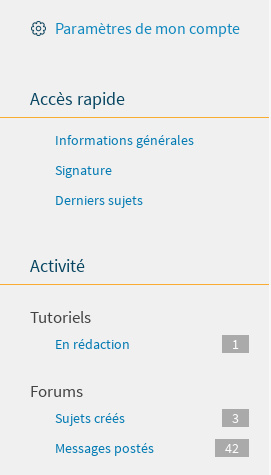 Paramètres de mon compte
Accès rapide
Informations générales
Signature
Derniers sujets
Activité
Tutoriels
En rédaction 1
Forums
Sujets créés 3
Messages postés 42